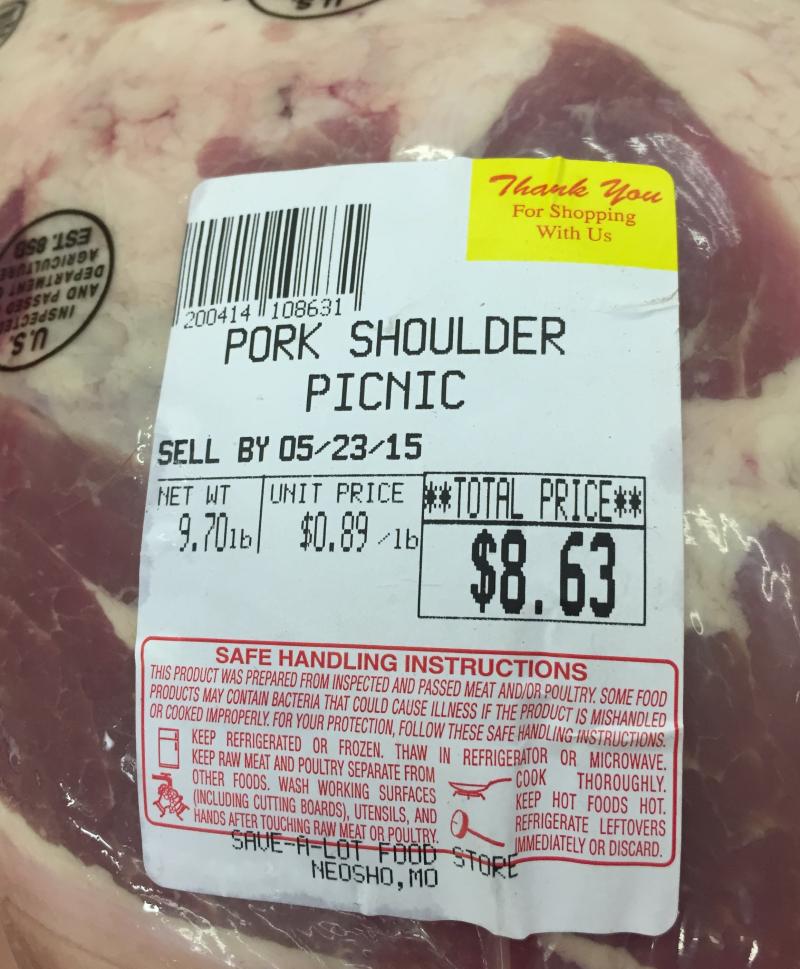 U.S.
Thank You
For Shopping
With Us
200414 108631
U.S.
INSPECTED
AND PASSED
DEPARTMENT
AGRICULTURE
EST. 85B
PORK SHOULDER
PICNIC
SELL BY 05/23/15
NET WT UNIT PRICE **TOTAL PRICE**
9.70lb $0.89 /lb $8.63
SAFE HANDLING INSTRUCTIONS
THIS PRODUCT WAS PREPARED FROM INSPECTED AND PASSED MEAT AND/OR POULTRY. SOME FOOD
PRODUCTS MAY CONTAIN BACTERIA THAT COULD CAUSE ILLNESS IF THE PRODUCT IS MISHANDLED
OR COOKED IMPROPERLY. FOR YOUR PROTECTION, FOLLOW THESE SAFE HANDLING INSTRUCTIONS.
KEEP REFRIGERATED OR FROZEN. THAW IN REFRIGERATOR OR MICROWAVE.
KEEP RAW MEAT AND POULTRY SEPARATE FROM
OTHER FOODS. WASH WORKING SURFACES
(INCLUDING CUTTING BOARDS), UTENSILS, AND
HANDS AFTER TOUCHING RAW MEAT OR POULTRY.
COOK THOROUGHLY.
KEEP HOT FOODS HOT.
REFRIGERATE LEFTOVERS
IMMEDIATELY OR DISCARD.
SAVE-A-LOT FOOD STORE
NEOSHO, MO